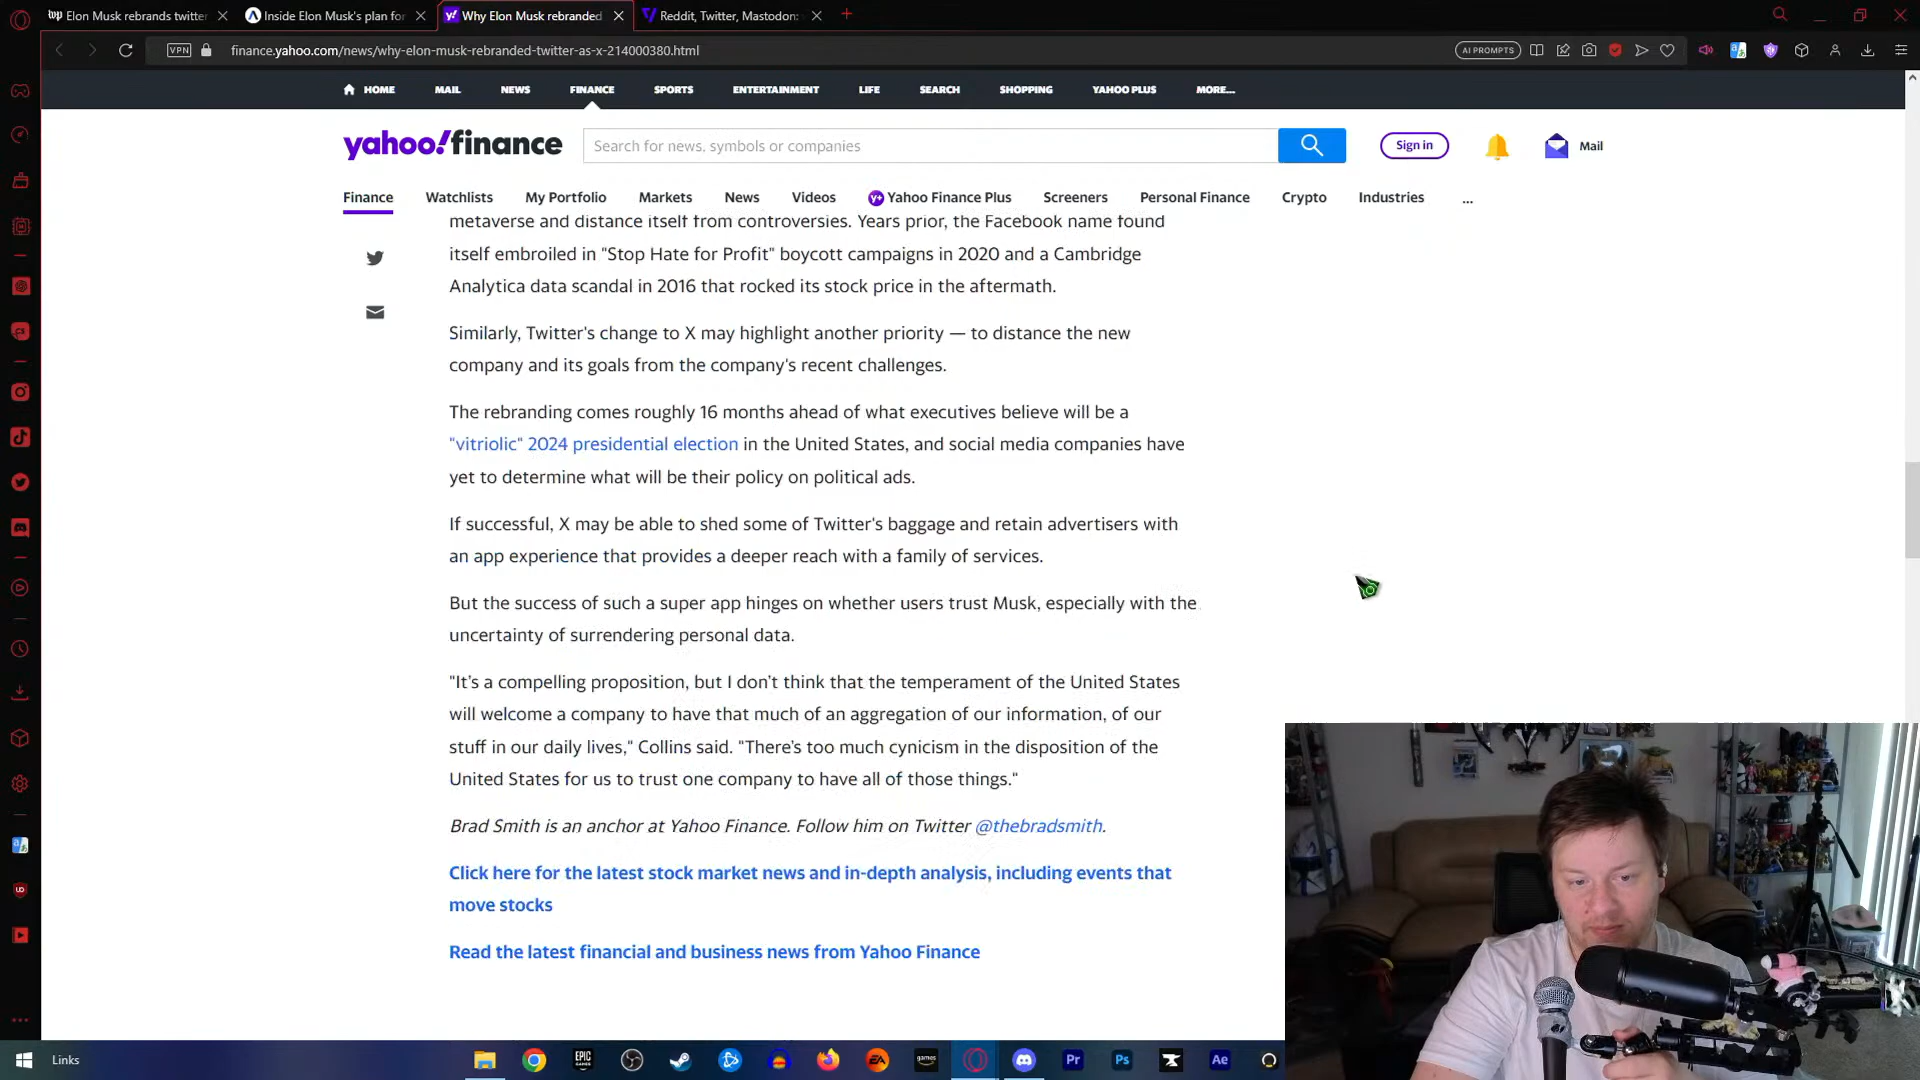 Elon Musk rebrands twitter
Inside Elon Musk's plan for
Why Elon Musk rebranded
Reddit, Twitter, Mastodon:
VPN
finance.yahoo.com/news/why-elon-musk-rebranded-twitter-as-x-214000380.html
AI PROMPTS
HOME MAIL NEWS FINANCE SPORTS ENTERTAINMENT LIFE SEARCH SHOPPING YAHOO PLUS MORE...
yahoo!finance
Search for news, symbols or companies
Sign in
Mail
Finance Watchlists My Portfolio Markets News Videos Yahoo Finance Plus Screeners Personal Finance Crypto Industries ...
metaverse and distance itself from controversies. Years prior, the Facebook name found
itself embroiled in "Stop Hate for Profit" boycott campaigns in 2020 and a Cambridge
Analytica data scandal in 2016 that rocked its stock price in the aftermath.
Similarly, Twitter's change to X may highlight another priority — to distance the new
company and its goals from the company's recent challenges.
The rebranding comes roughly 16 months ahead of what executives believe will be a
"vitriolic" 2024 presidential election in the United States, and social media companies have
yet to determine what will be their policy on political ads.
If successful, X may be able to shed some of Twitter's baggage and retain advertisers with
an app experience that provides a deeper reach with a family of services.
But the success of such a super app hinges on whether users trust Musk, especially with the
uncertainty of surrendering personal data.
"It's a compelling proposition, but I don't think that the temperament of the United States
will welcome a company to have that much of an aggregation of our information, of our
stuff in our daily lives," Collins said. "There's too much cynicism in the disposition of the
United States for us to trust one company to have all of those things."
Brad Smith is an anchor at Yahoo Finance. Follow him on Twitter @thebradsmith.
Click here for the latest stock market news and in-depth analysis, including events that
move stocks
Read the latest financial and business news from Yahoo Finance
Links
EPIC GAMES
EA
games
Pr
Ps
Ae